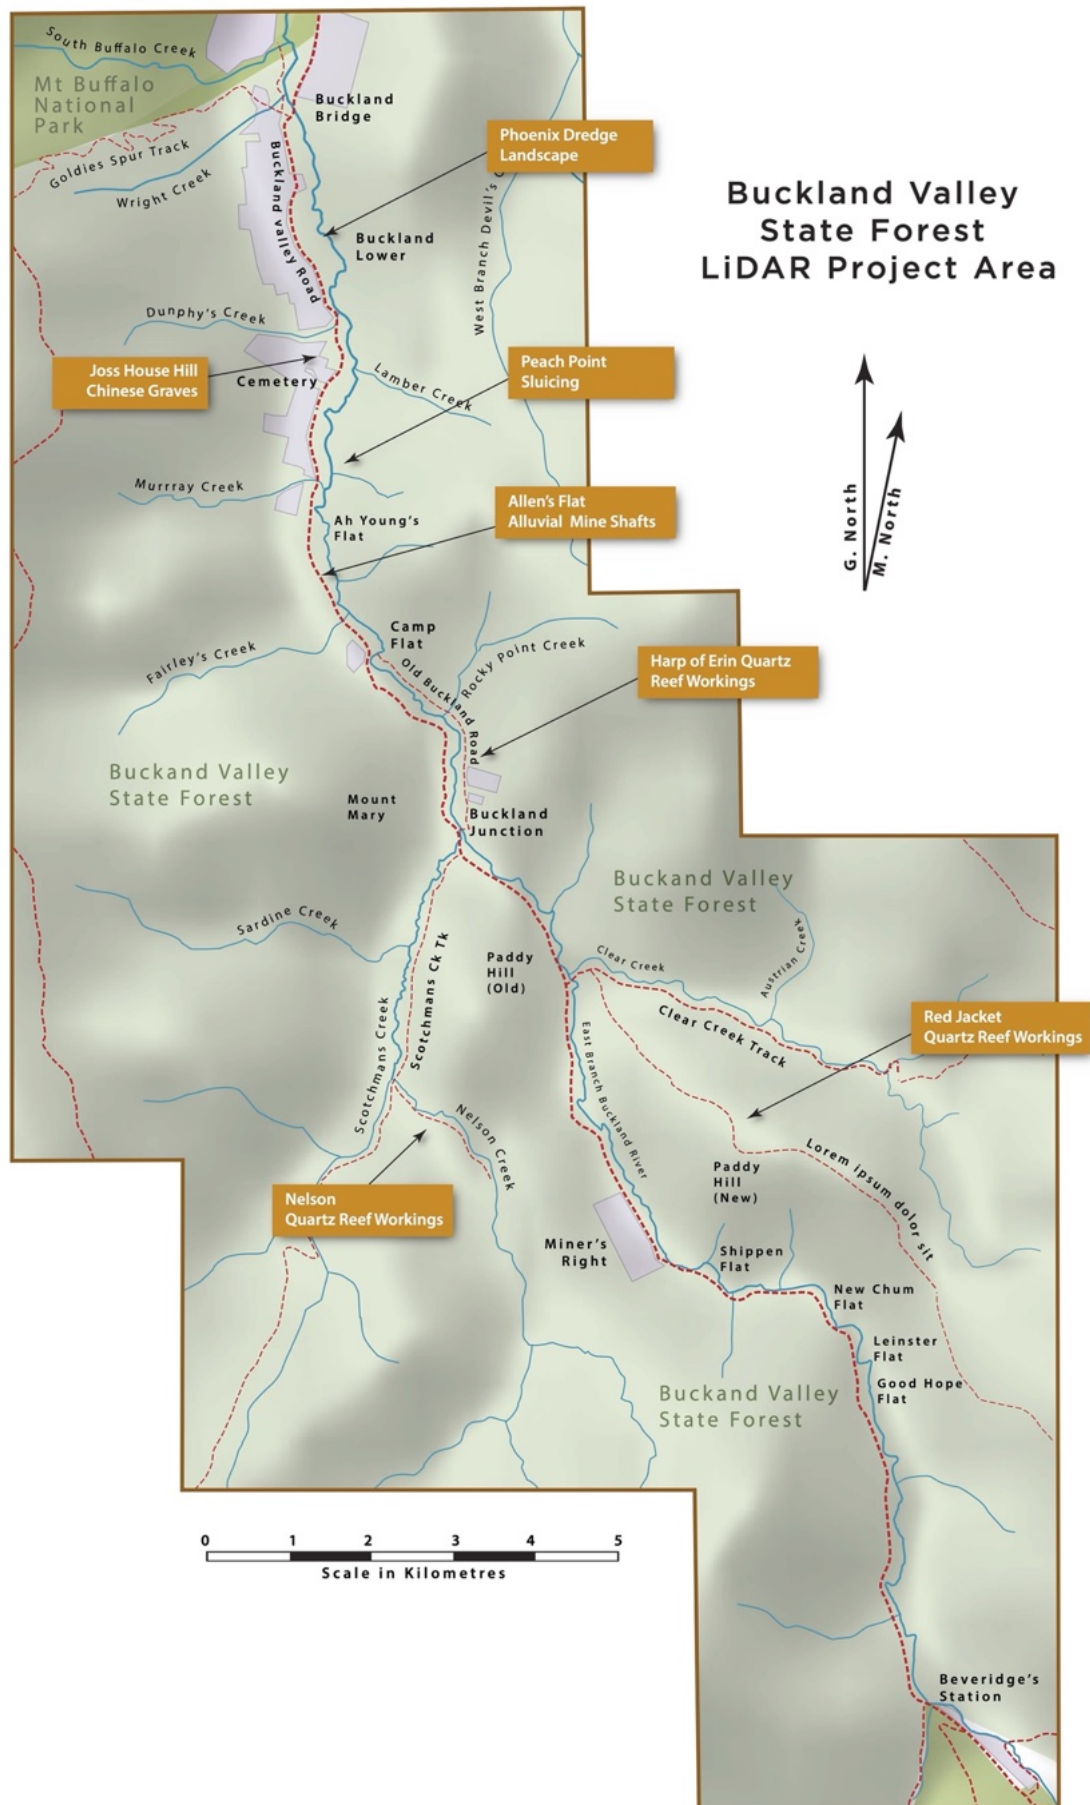 South Buffalo Creek
Mt Buffalo
National
Park
Buckland
Bridge
Goldies Spur Track
Wright Creek
Buckland valley Road
Phoenix Dredge
Landscape
Buckland
Lower
West Branch Devil's
Buckland Valley
State Forest
LiDAR Project Area
Dunphy's Creek
Joss House Hill
Chinese Graves
Cemetery
Peach Point
Sluicing
Lamber Creek
G. North
M. North
Murrray Creek
Allen's Flat
Alluvial Mine Shafts
Ah Young's
Flat
Camp
Flat
Fairley's Creek
Old Buckland Road
Rocky Point Creek
Harp of Erin Quartz
Reef Workings
Buckand Valley
State Forest
Mount
Mary
Buckland
Junction
Buckand Valley
State Forest
Sardine Creek
Scotchmans Ck Tk
Paddy
Hill
(Old)
Clear Creek
Austrian Creek
Scotchmans Creek
East Branch Buckland River
Clear Creek Track
Red Jacket
Quartz Reef Workings
Nelson Creek
Lorem ipsum dolor sit
Paddy
Hill
(New)
Nelson
Quartz Reef Workings
Miner's
Right
Shippen
Flat
New Chum
Flat
Leinster
Flat
Good Hope
Flat
Buckand Valley
State Forest
0 1 2 3 4 5
Scale in Kilometres
Beveridge's
Station